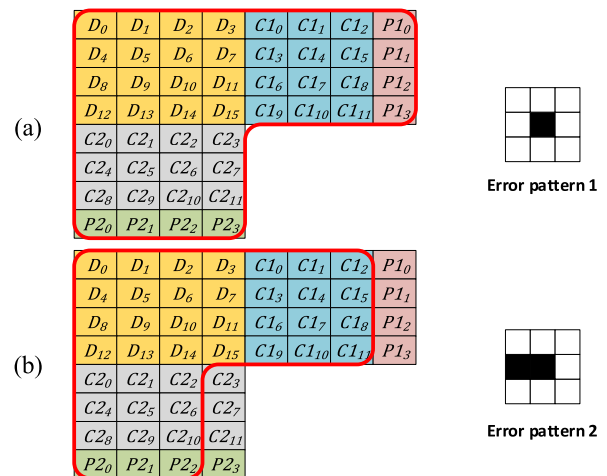 D0 D1 D2 D3 C10 C11 C12 P10
D4 D5 D6 D7 C13 C14 C15 P11
D8 D9 D10 D11 C16 C17 C18 P12
D12 D13 D14 D15 C19 C110 C111 P13
(a)
C20 C21 C22 C23
C24 C25 C26 C27
C28 C29 C210 C211
P20 P21 P22 P23
Error pattern 1
D0 D1 D2 D3 C10 C11 C12 P10
D4 D5 D6 D7 C13 C14 C15 P11
D8 D9 D10 D11 C16 C17 C18 P12
D12 D13 D14 D15 C19 C110 C111 P13
(b)
C20 C21 C22 C23
C24 C25 C26 C27
C28 C29 C210 C211
P20 P21 P22 P23
Error pattern 2